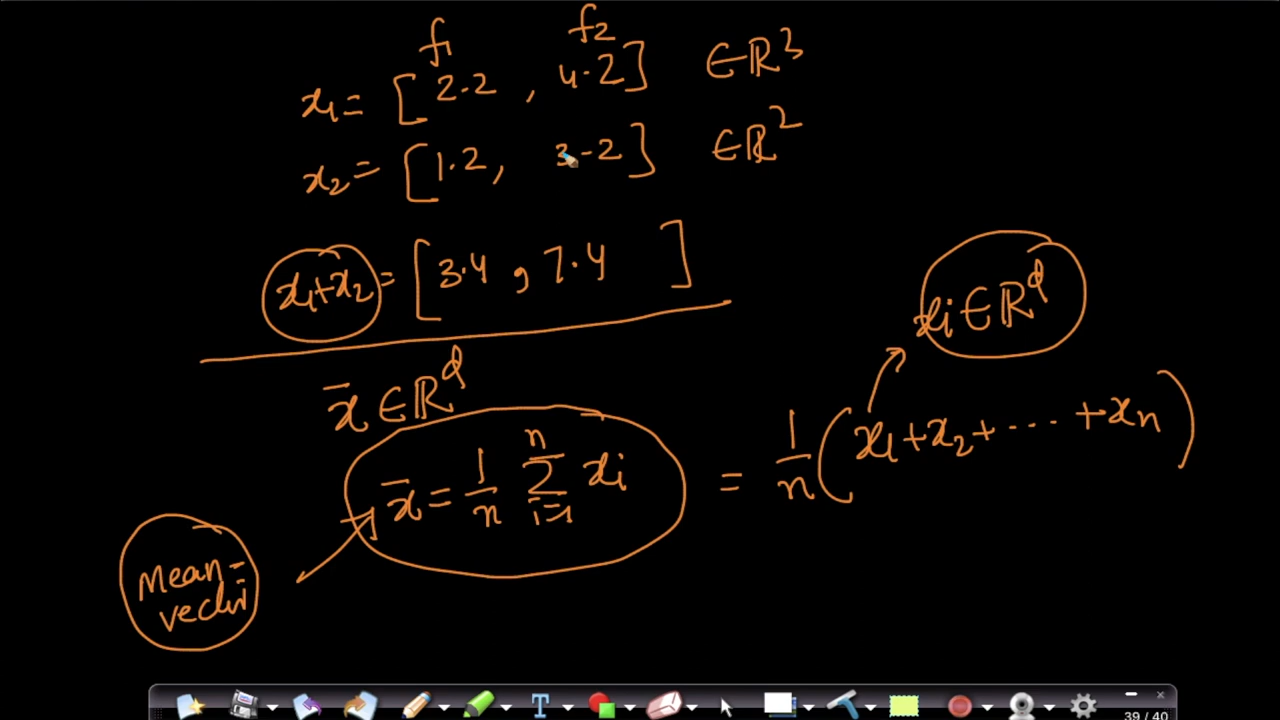 f₁ f₂
x₁ = [2.2, 4.2] ∈ ℝ³
x₂ = [1.2, 3.2] ∈ ℝ²
x₁+x₂ = [3.4, 7.4 ]
xi ∈ ℝᵈ
x̄ ∈ ℝᵈ
x̄ = 1/n ∑ⁿᵢ₌₁ xi = 1/n (x₁+x₂+ .... +xn)
Mean-
vector
T
39 / 40